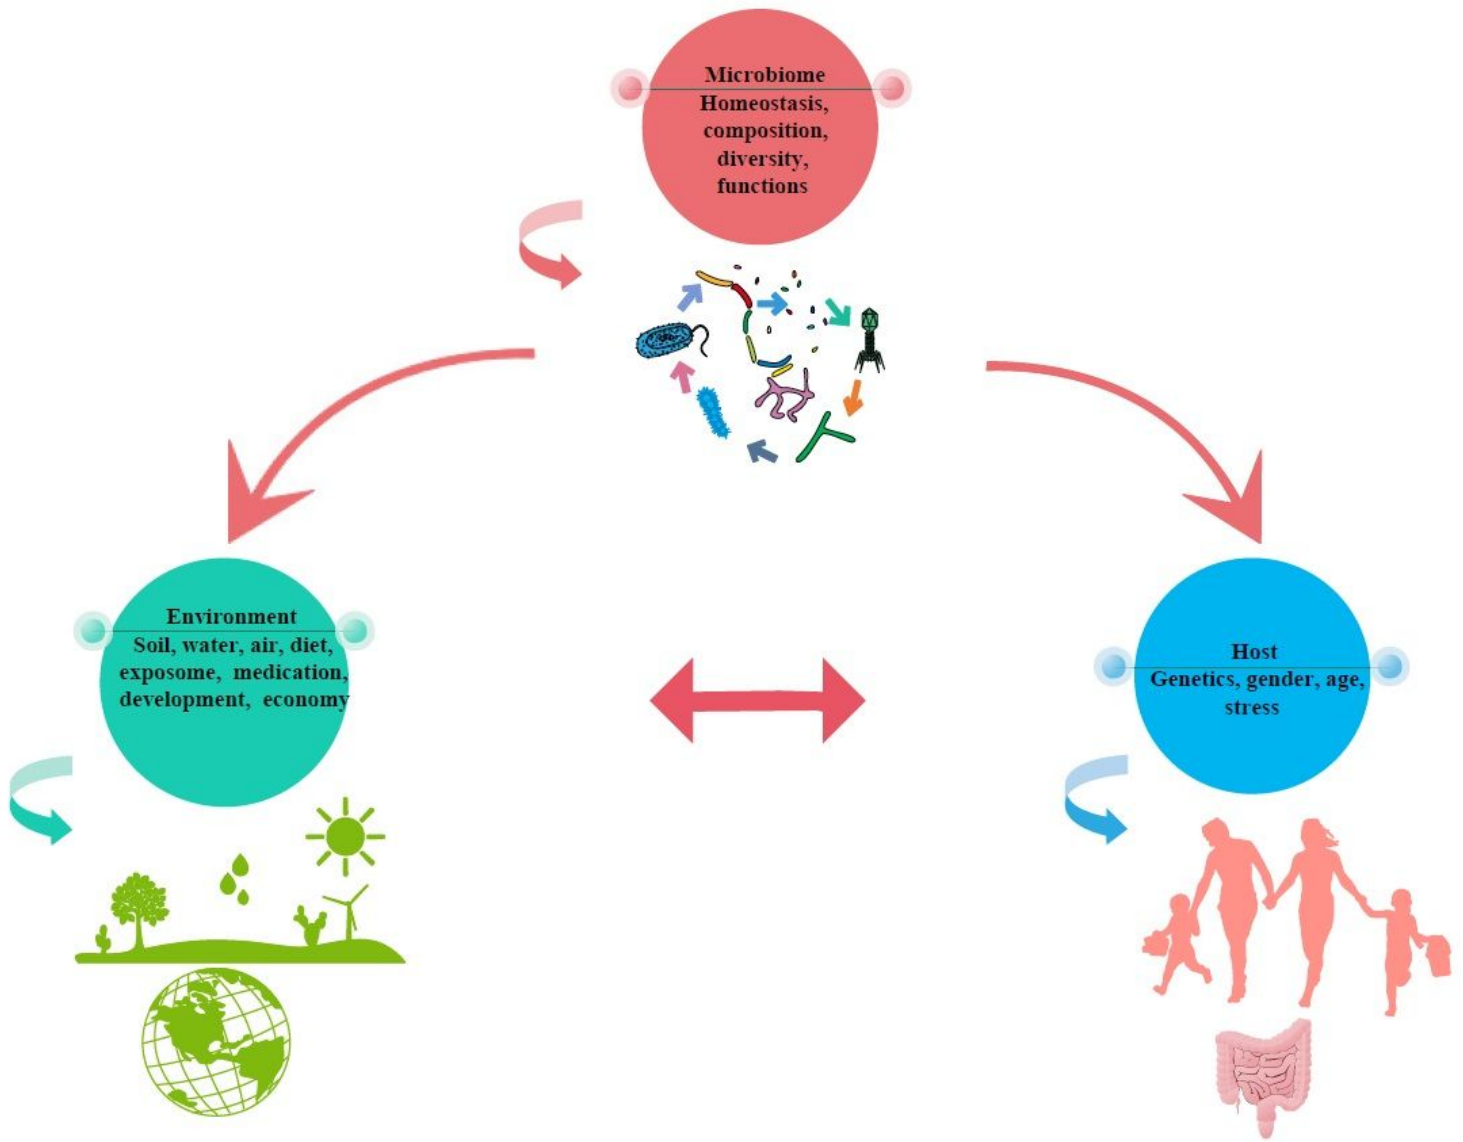 Microbiome
Homeostasis,
composition,
diversity,
functions
Environment
Soil, water, air, diet,
exposome, medication,
development, economy
Host
Genetics, gender, age,
stress